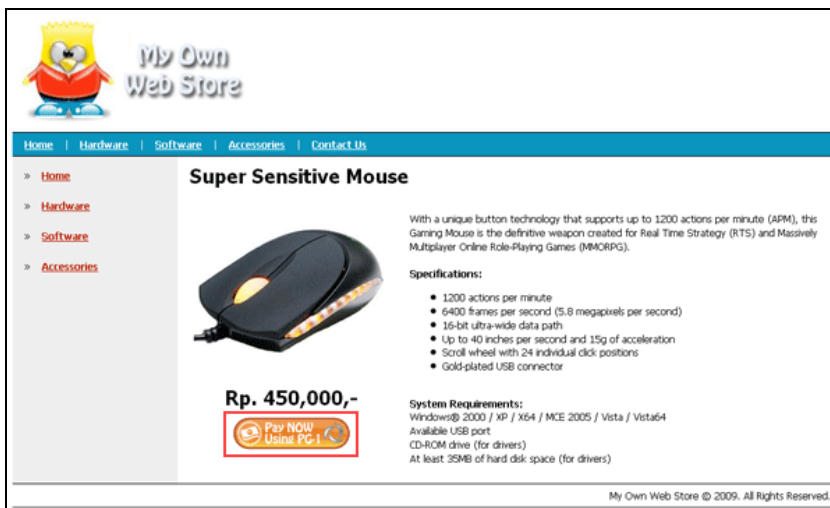 My Own
Web Store
Home | Hardware | Software | Accessories | Contact Us
» Home
» Hardware
» Software
» Accessories
Super Sensitive Mouse
With a unique button technology that supports up to 1200 actions per minute (APM), this
Gaming Mouse is the definitive weapon created for Real Time Strategy (RTS) and Massively
Multiplayer Online Role-Playing Games (MMORPG).
Specifications:
● 1200 actions per minute
● 6400 frames per second (5.8 megapixels per second)
● 16-bit ultra-wide data path
● Up to 40 inches per second and 15g of acceleration
● Scroll wheel with 24 individual click positions
● Gold-plated USB connector
Rp. 450,000,-
Pay NOW
Using PG-1
System Requirements:
Windows® 2000 / XP / X64 / MCE 2005 / Vista / Vista64
Available USB port
CD-ROM drive (for drivers)
At least 35MB of hard disk space (for drivers)
My Own Web Store © 2009. All Rights Reserved.